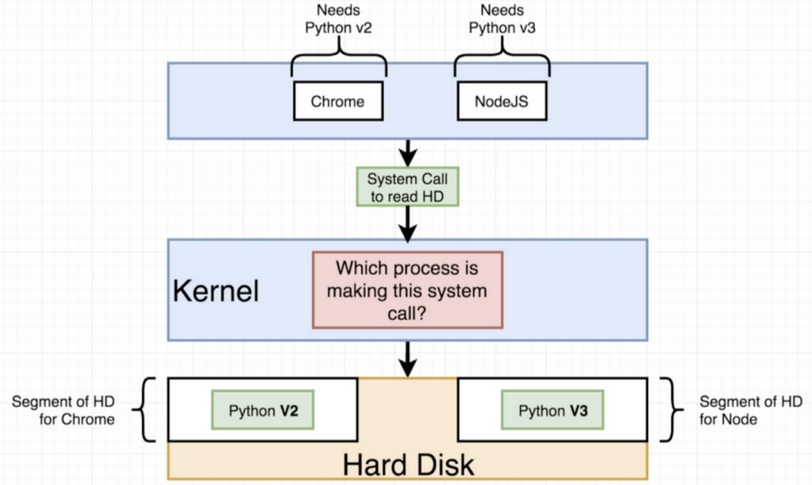 Needs
Python v2
Needs
Python v3
Chrome
NodeJS
System Call
to read HD
Kernel
Which process is
making this system
call?
Segment of HD
for Chrome
Python V2
Python V3
Segment of HD
for Node
Hard Disk